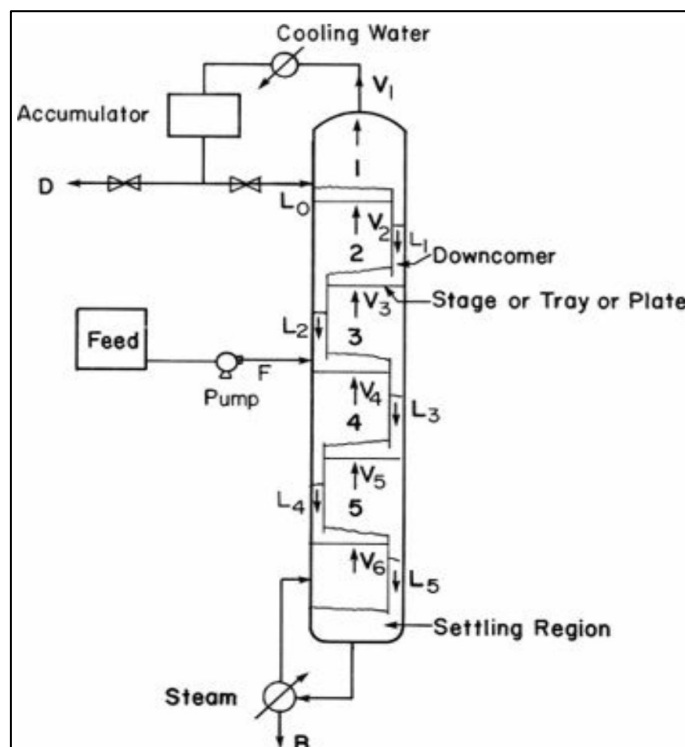 Cooling Water
V1
Accumulator
1
D
L0
V2
L1
2
Downcomer
V3
Stage or Tray or Plate
L2
3
Feed
F
Pump
V4
L3
4
V5
L4
5
V6
L5
Settling Region
Steam
B